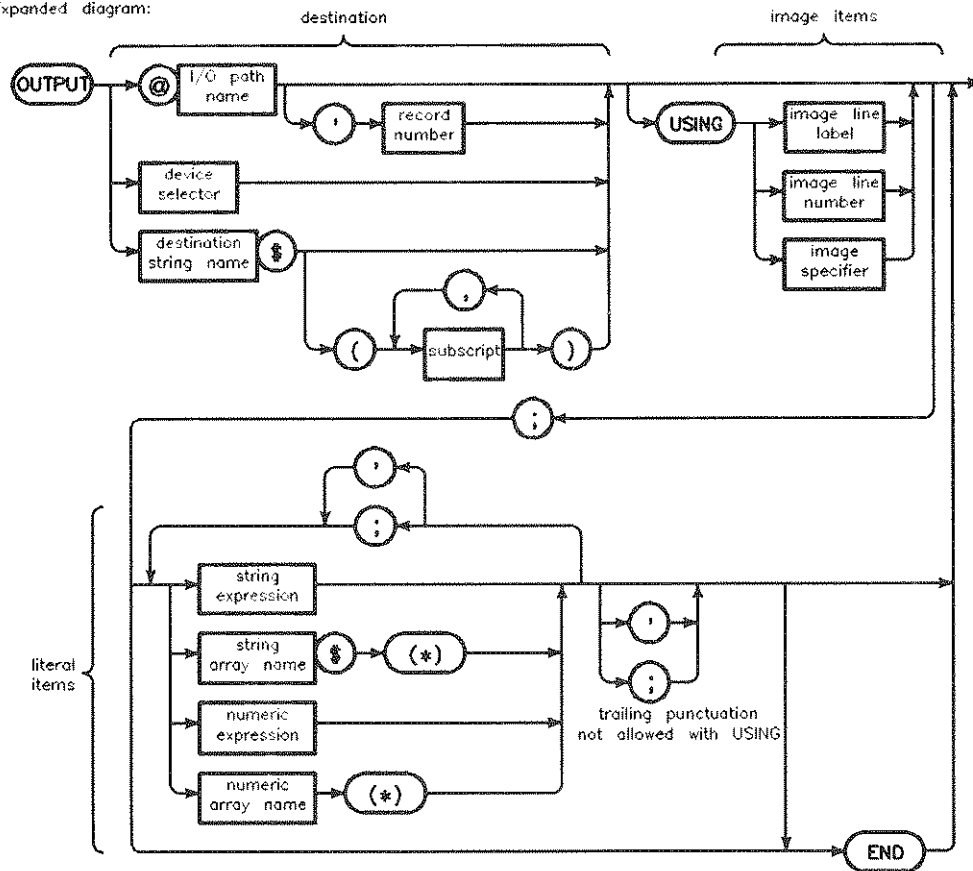 Expanded diagram:
destination
image items
OUTPUT
@
I/O path
name
,
record
number
USING
image line
label
device
selector
image line
number
destination
string name
$
image
specifier
,
(
subscript
)
;
,
;
string
expression
,
literal
items
string
array name
$
(*)
;
trailing punctuation
not allowed with USING
numeric
expression
numeric
array name
(*)
END